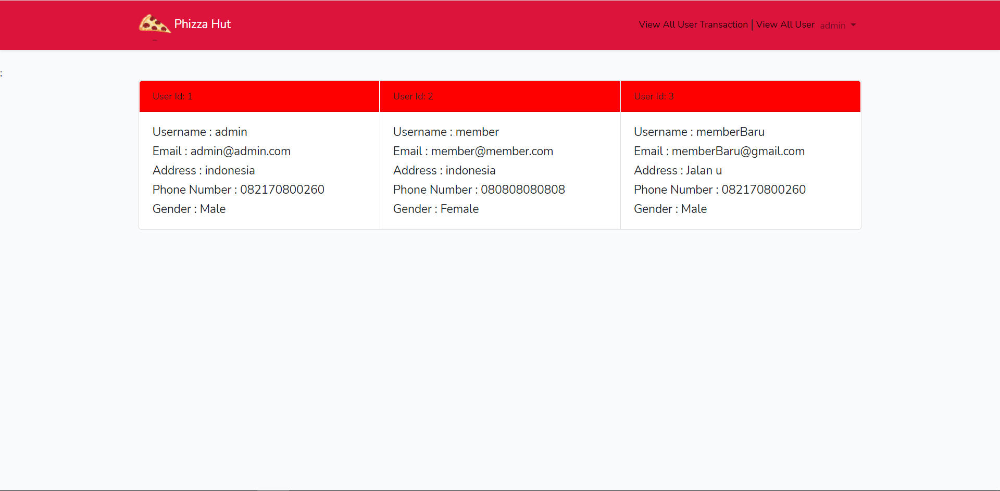 Phizza Hut
View All User Transaction | View All User admin
;
User Id: 1
Username : admin
Email : admin@admin.com
Address : indonesia
Phone Number : 082170800260
Gender : Male
User Id: 2
Username : member
Email : member@member.com
Address : indonesia
Phone Number : 080808080808
Gender : Female
User Id: 3
Username : memberBaru
Email : memberBaru@gmail.com
Address : Jalan u
Phone Number : 082170800260
Gender : Male